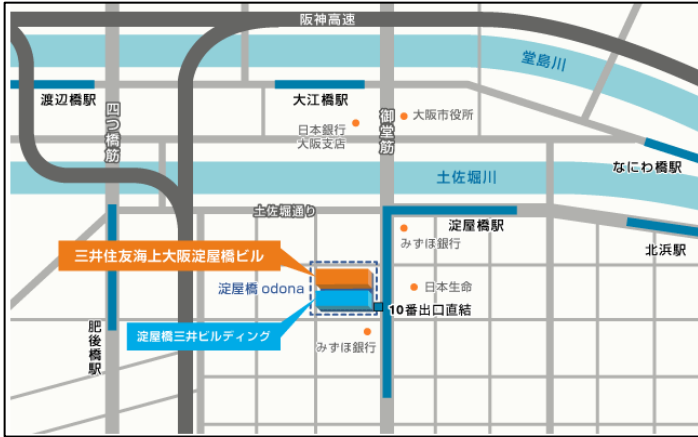 阪神高速
堂島川
渡辺橋駅
四つ橋筋
大江橋駅
御堂筋
大阪市役所
日本銀行
大阪支店
なにわ橋駅
土佐堀川
土佐堀通り
淀屋橋駅
みずほ銀行
北浜駅
三井住友海上大阪淀屋橋ビル
淀屋橋 odona
日本生命
10番出口直結
肥後橋駅
淀屋橋三井ビルディング
みずほ銀行